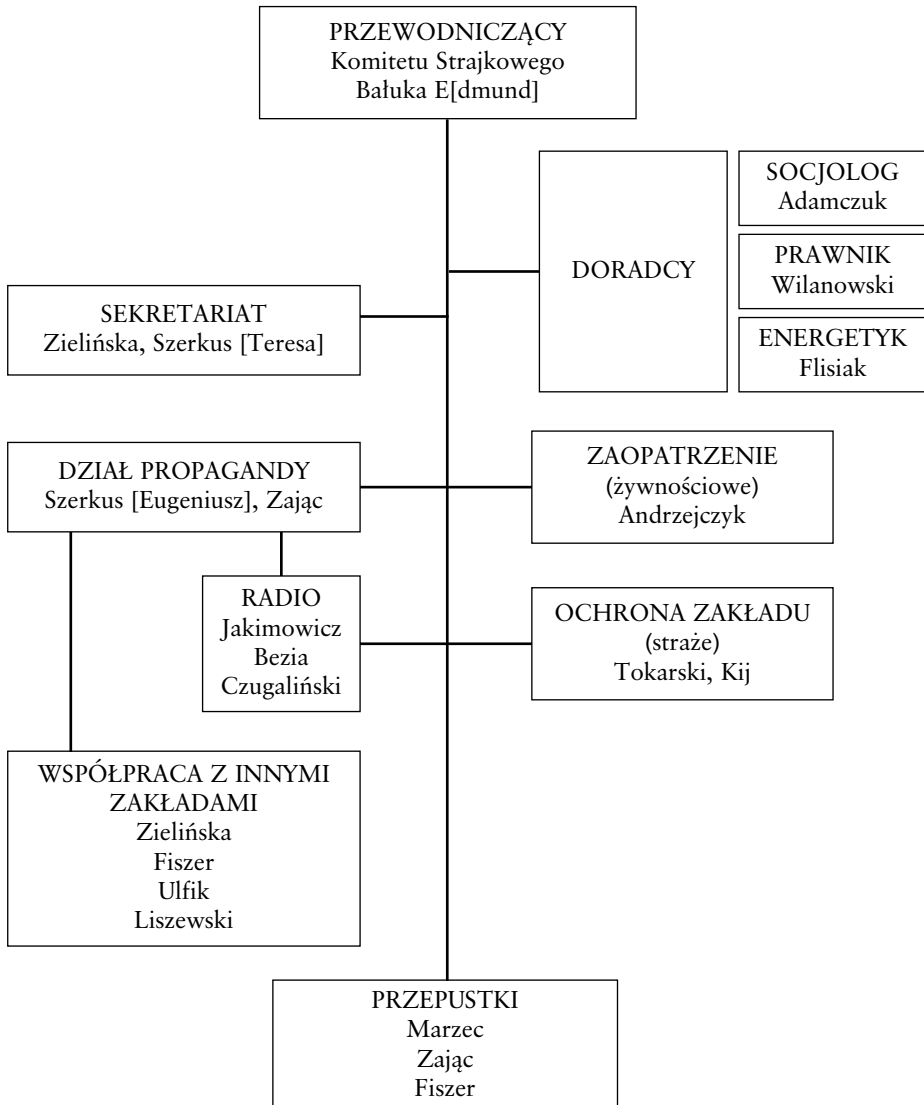 PRZEWODNICZĄCY
Komitetu Strajkowego
Bałuka E[dmund]
DORADCY
SOCJOLOG
Adamczuk
PRAWNIK
Wilanowski
ENERGETYK
Flisiak
SEKRETARIAT
Zielińska, Szerkus [Teresa]
DZIAŁ PROPAGANDY
Szerkus [Eugeniusz], Zając
ZAOPATRZENIE
(żywnościowe)
Andrzejczyk
RADIO
Jakimowicz
Bezia
Czugaliński
OCHRONA ZAKŁADU
(straże)
Tokarski, Kij
WSPÓŁPRACA Z INNYMI
ZAKŁADAMI
Zielińska
Fiszer
Ulfik
Liszewski
PRZEPUSTKI
Marzec
Zając
Fiszer